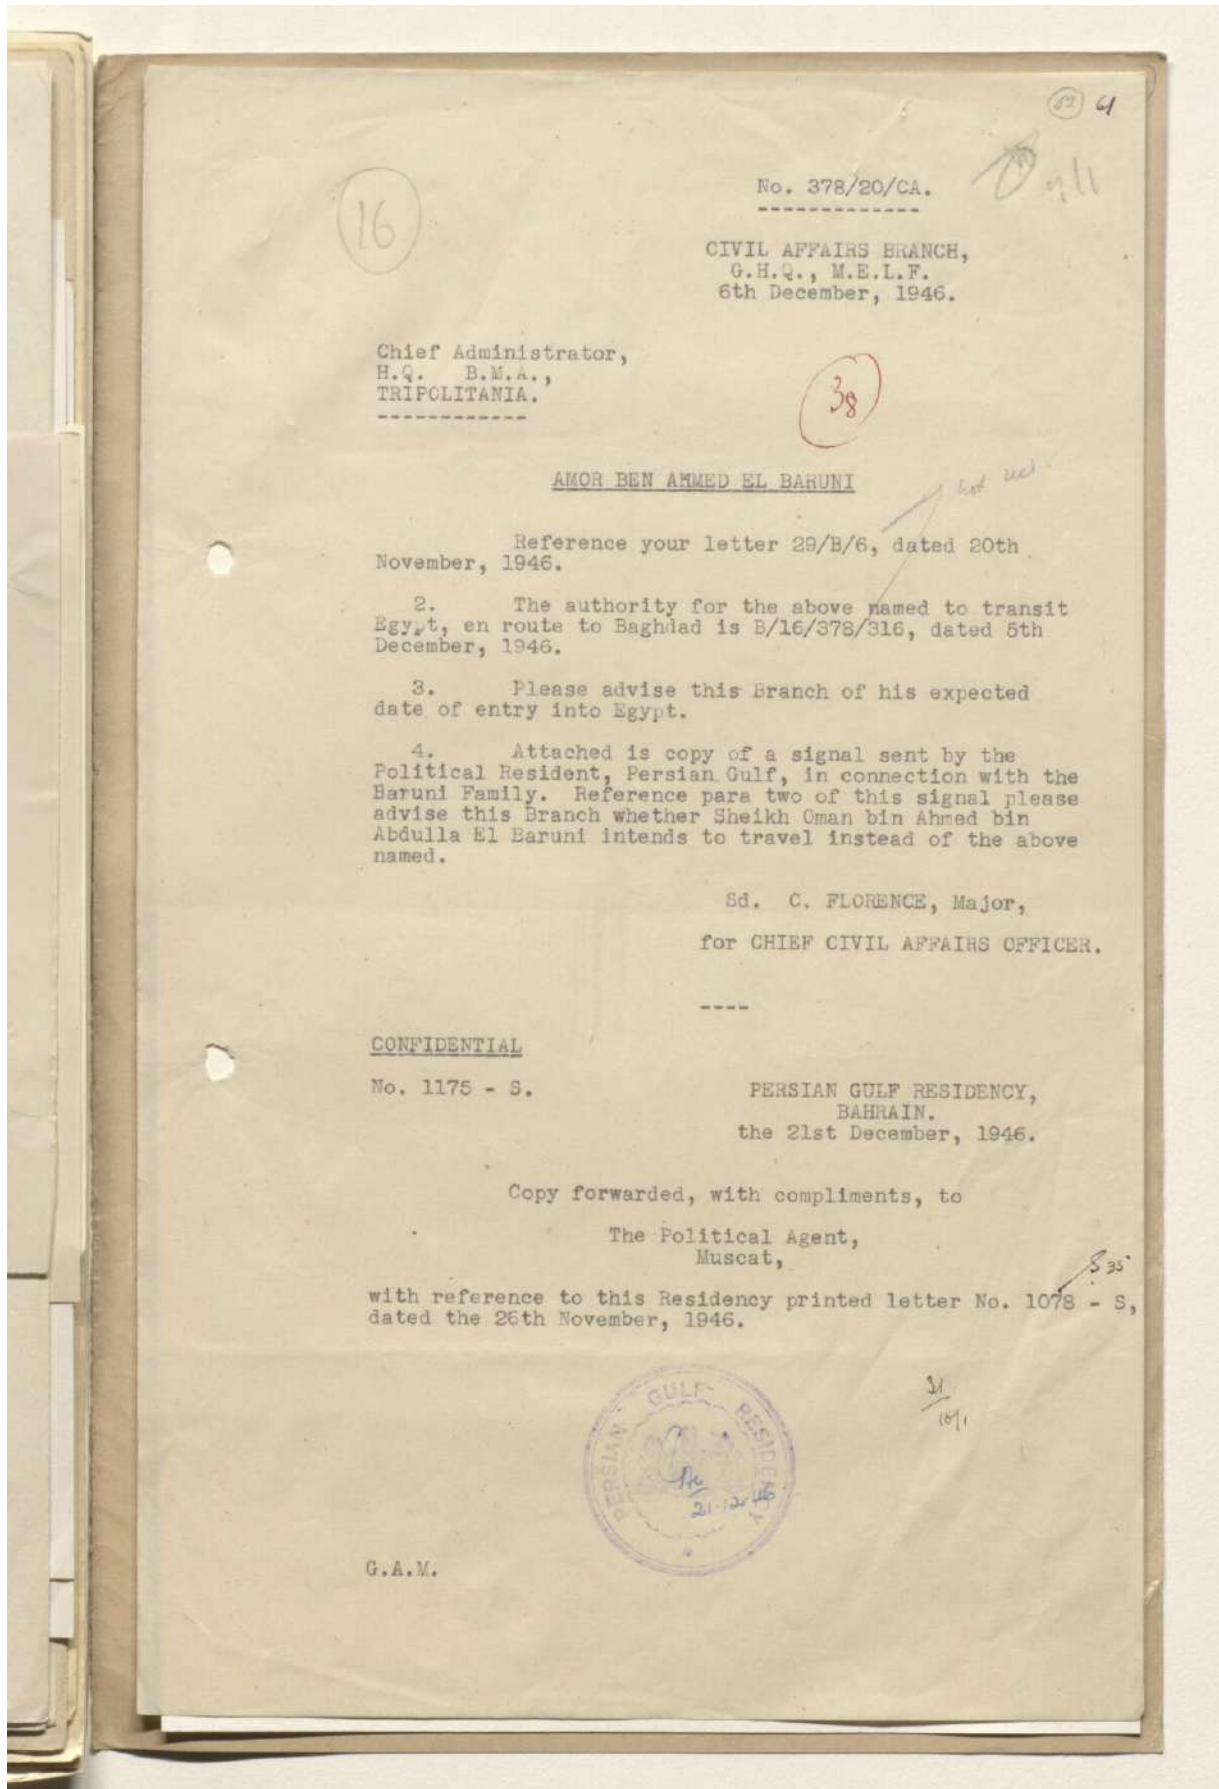 61
No. 378/20/CA.
-------------
16
CIVIL AFFAIRS BRANCH,
G.H.Q., M.E.L.F.
6th December, 1946.
Chief Administrator,
H.Q. B.M.A.,
TRIPOLITANIA.
------------
38
AMOR BEN AHMED EL BARUNI
not recd.
Reference your letter 29/B/6, dated 20th
November, 1946.
2. The authority for the above named to transit
Egypt, en route to Baghdad is B/16/378/316, dated 5th
December, 1946.
3. Please advise this Branch of his expected
date of entry into Egypt.
4. Attached is copy of a signal sent by the
Political Resident, Persian Gulf, in connection with the
Baruni Family. Reference para two of this signal please
advise this Branch whether Sheikh Oman bin Ahmed bin
Abdulla El Baruni intends to travel instead of the above
named.
Sd. C. FLORENCE, Major,
for CHIEF CIVIL AFFAIRS OFFICER.
----
CONFIDENTIAL
No. 1175 - S.
PERSIAN GULF RESIDENCY,
BAHRAIN.
the 21st December, 1946.
Copy forwarded, with compliments, to
The Political Agent,
Muscat,
35
with reference to this Residency printed letter No. 1078 - S,
dated the 26th November, 1946.
PERSIAN GULF RESIDENCY
21.12.46
G.A.M.